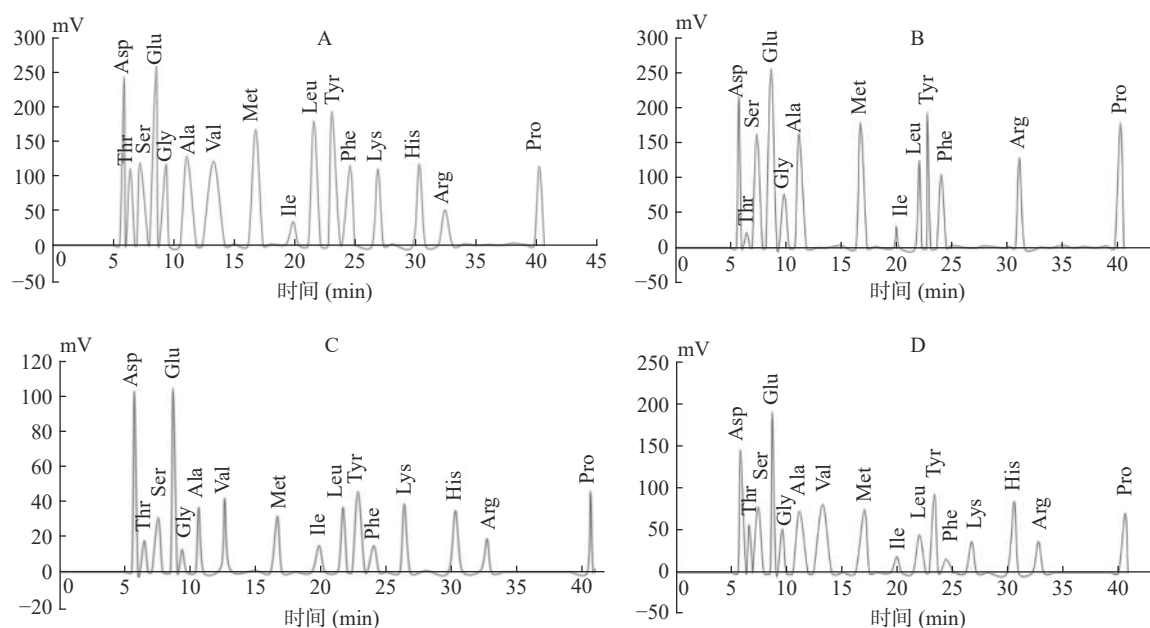 mV
A
300
250
200
150
100
50
0
−50
Asp
Thr
Ser
Glu
Gly
Ala
Val
Met
Ile
Leu
Tyr
Phe
Lys
His
Arg
Pro
0 5 10 15 20 25 30 35 40 45
时间 (min)
mV
B
300
250
200
150
100
50
0
−50
Asp
Thr
Ser
Glu
Gly
Ala
Met
Ile
Leu
Tyr
Phe
Arg
Pro
0 5 10 15 20 25 30 35 40
时间 (min)
mV
C
120
100
80
60
40
20
0
−20
Asp
Thr
Ser
Glu
Gly
Ala
Val
Met
Ile
Leu
Tyr
Phe
Lys
His
Arg
Pro
0 5 10 15 20 25 30 35 40
时间 (min)
mV
D
250
200
150
100
50
0
50
Asp
Thr
Ser
Glu
Gly
Ala
Val
Met
Ile
Leu
Tyr
Phe
Lys
His
Arg
Pro
0 5 10 15 20 25 30 35 40
时间 (min)